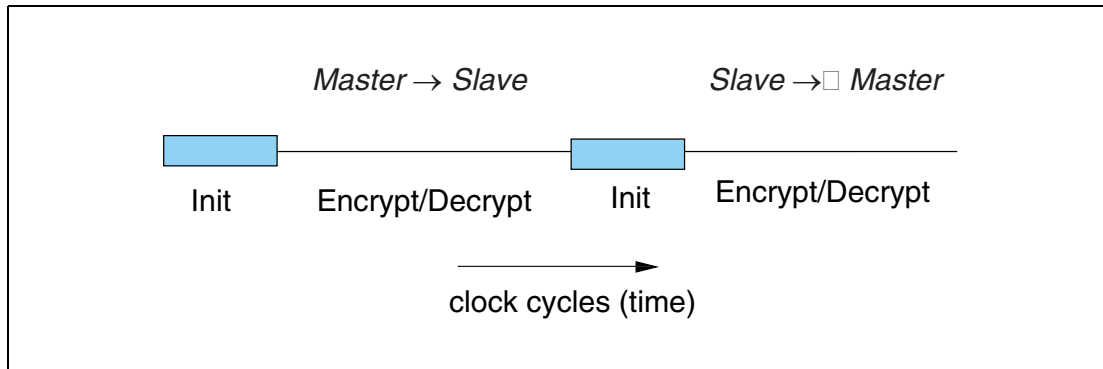 Master → Slave
Slave →□ Master
Init
Encrypt/Decrypt
Init
Encrypt/Decrypt
clock cycles (time)